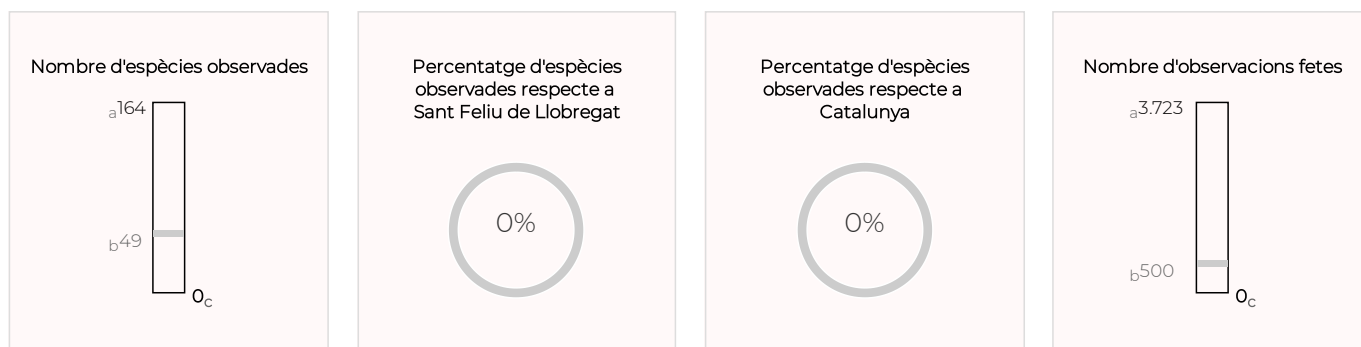 Nombre d'espècies observades
a164
b49
0c
Percentatge d'espècies
observades respecte a
Sant Feliu de Llobregat
0%
Percentatge d'espècies
observades respecte a
Catalunya
0%
Nombre d'observacions fetes
a3.723
b500
0c